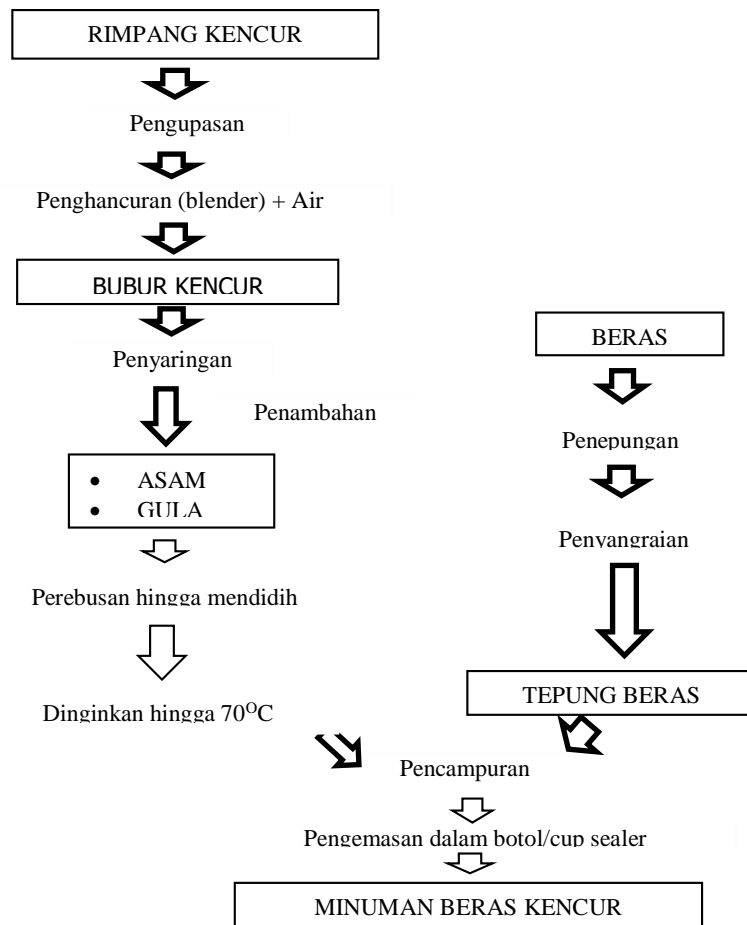 RIMPANG KENCUR
Pengupasan
Penghancuran (blender) + Air
BUBUR KENCUR
Penyaringan
Penambahan
• ASAM
• GULA
Perebusan hingga mendidih
Dinginkan hingga 70OC
BERAS
Penepungan
Penyangraian
TEPUNG BERAS
Pencampuran
Pengemasan dalam botol/cup sealer
MINUMAN BERAS KENCUR